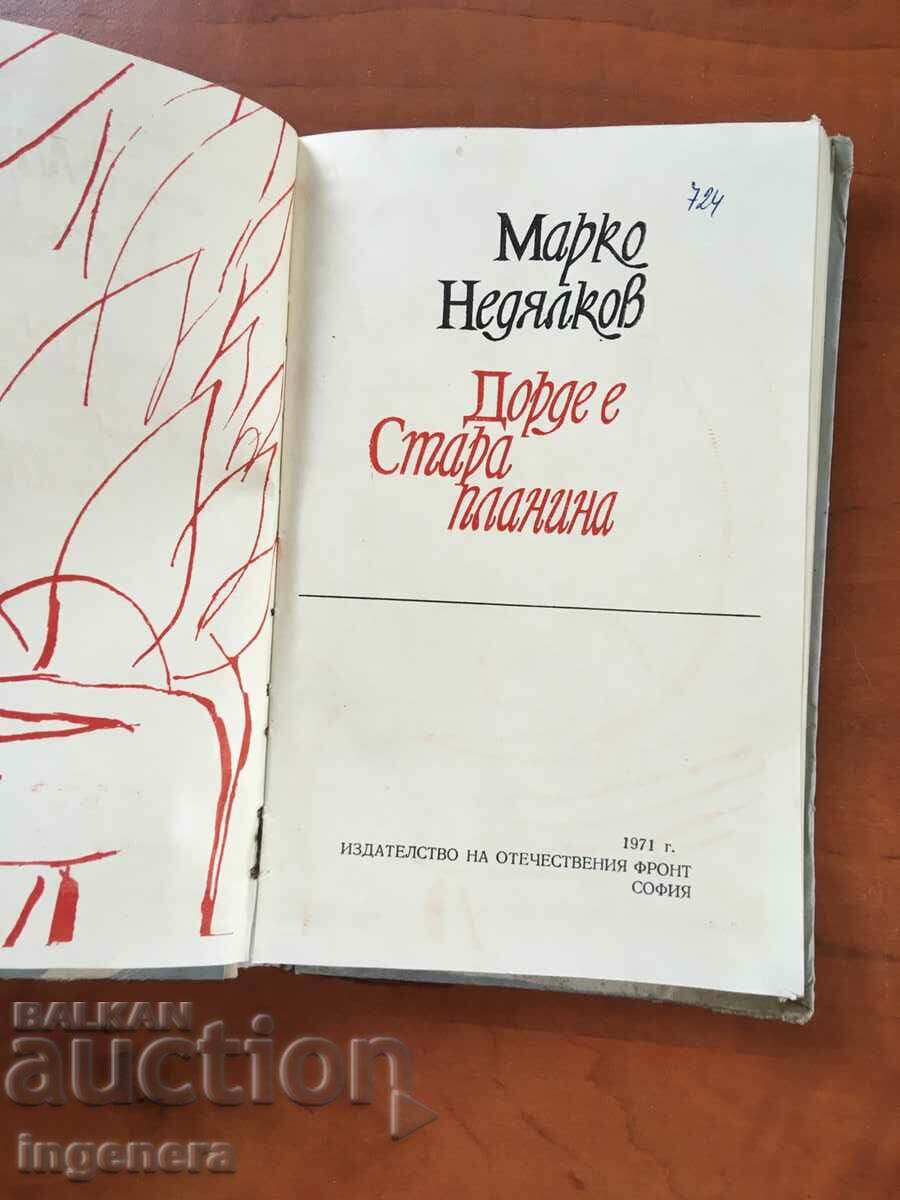 724
Марко
Недялков
Дорде е
Стара
планина
1971 г.
ИЗДАТЕЛСТВО НА ОТЕЧЕСТВЕНИЯ ФРОНТ
СОФИЯ
BALKAN
auction
ingenera